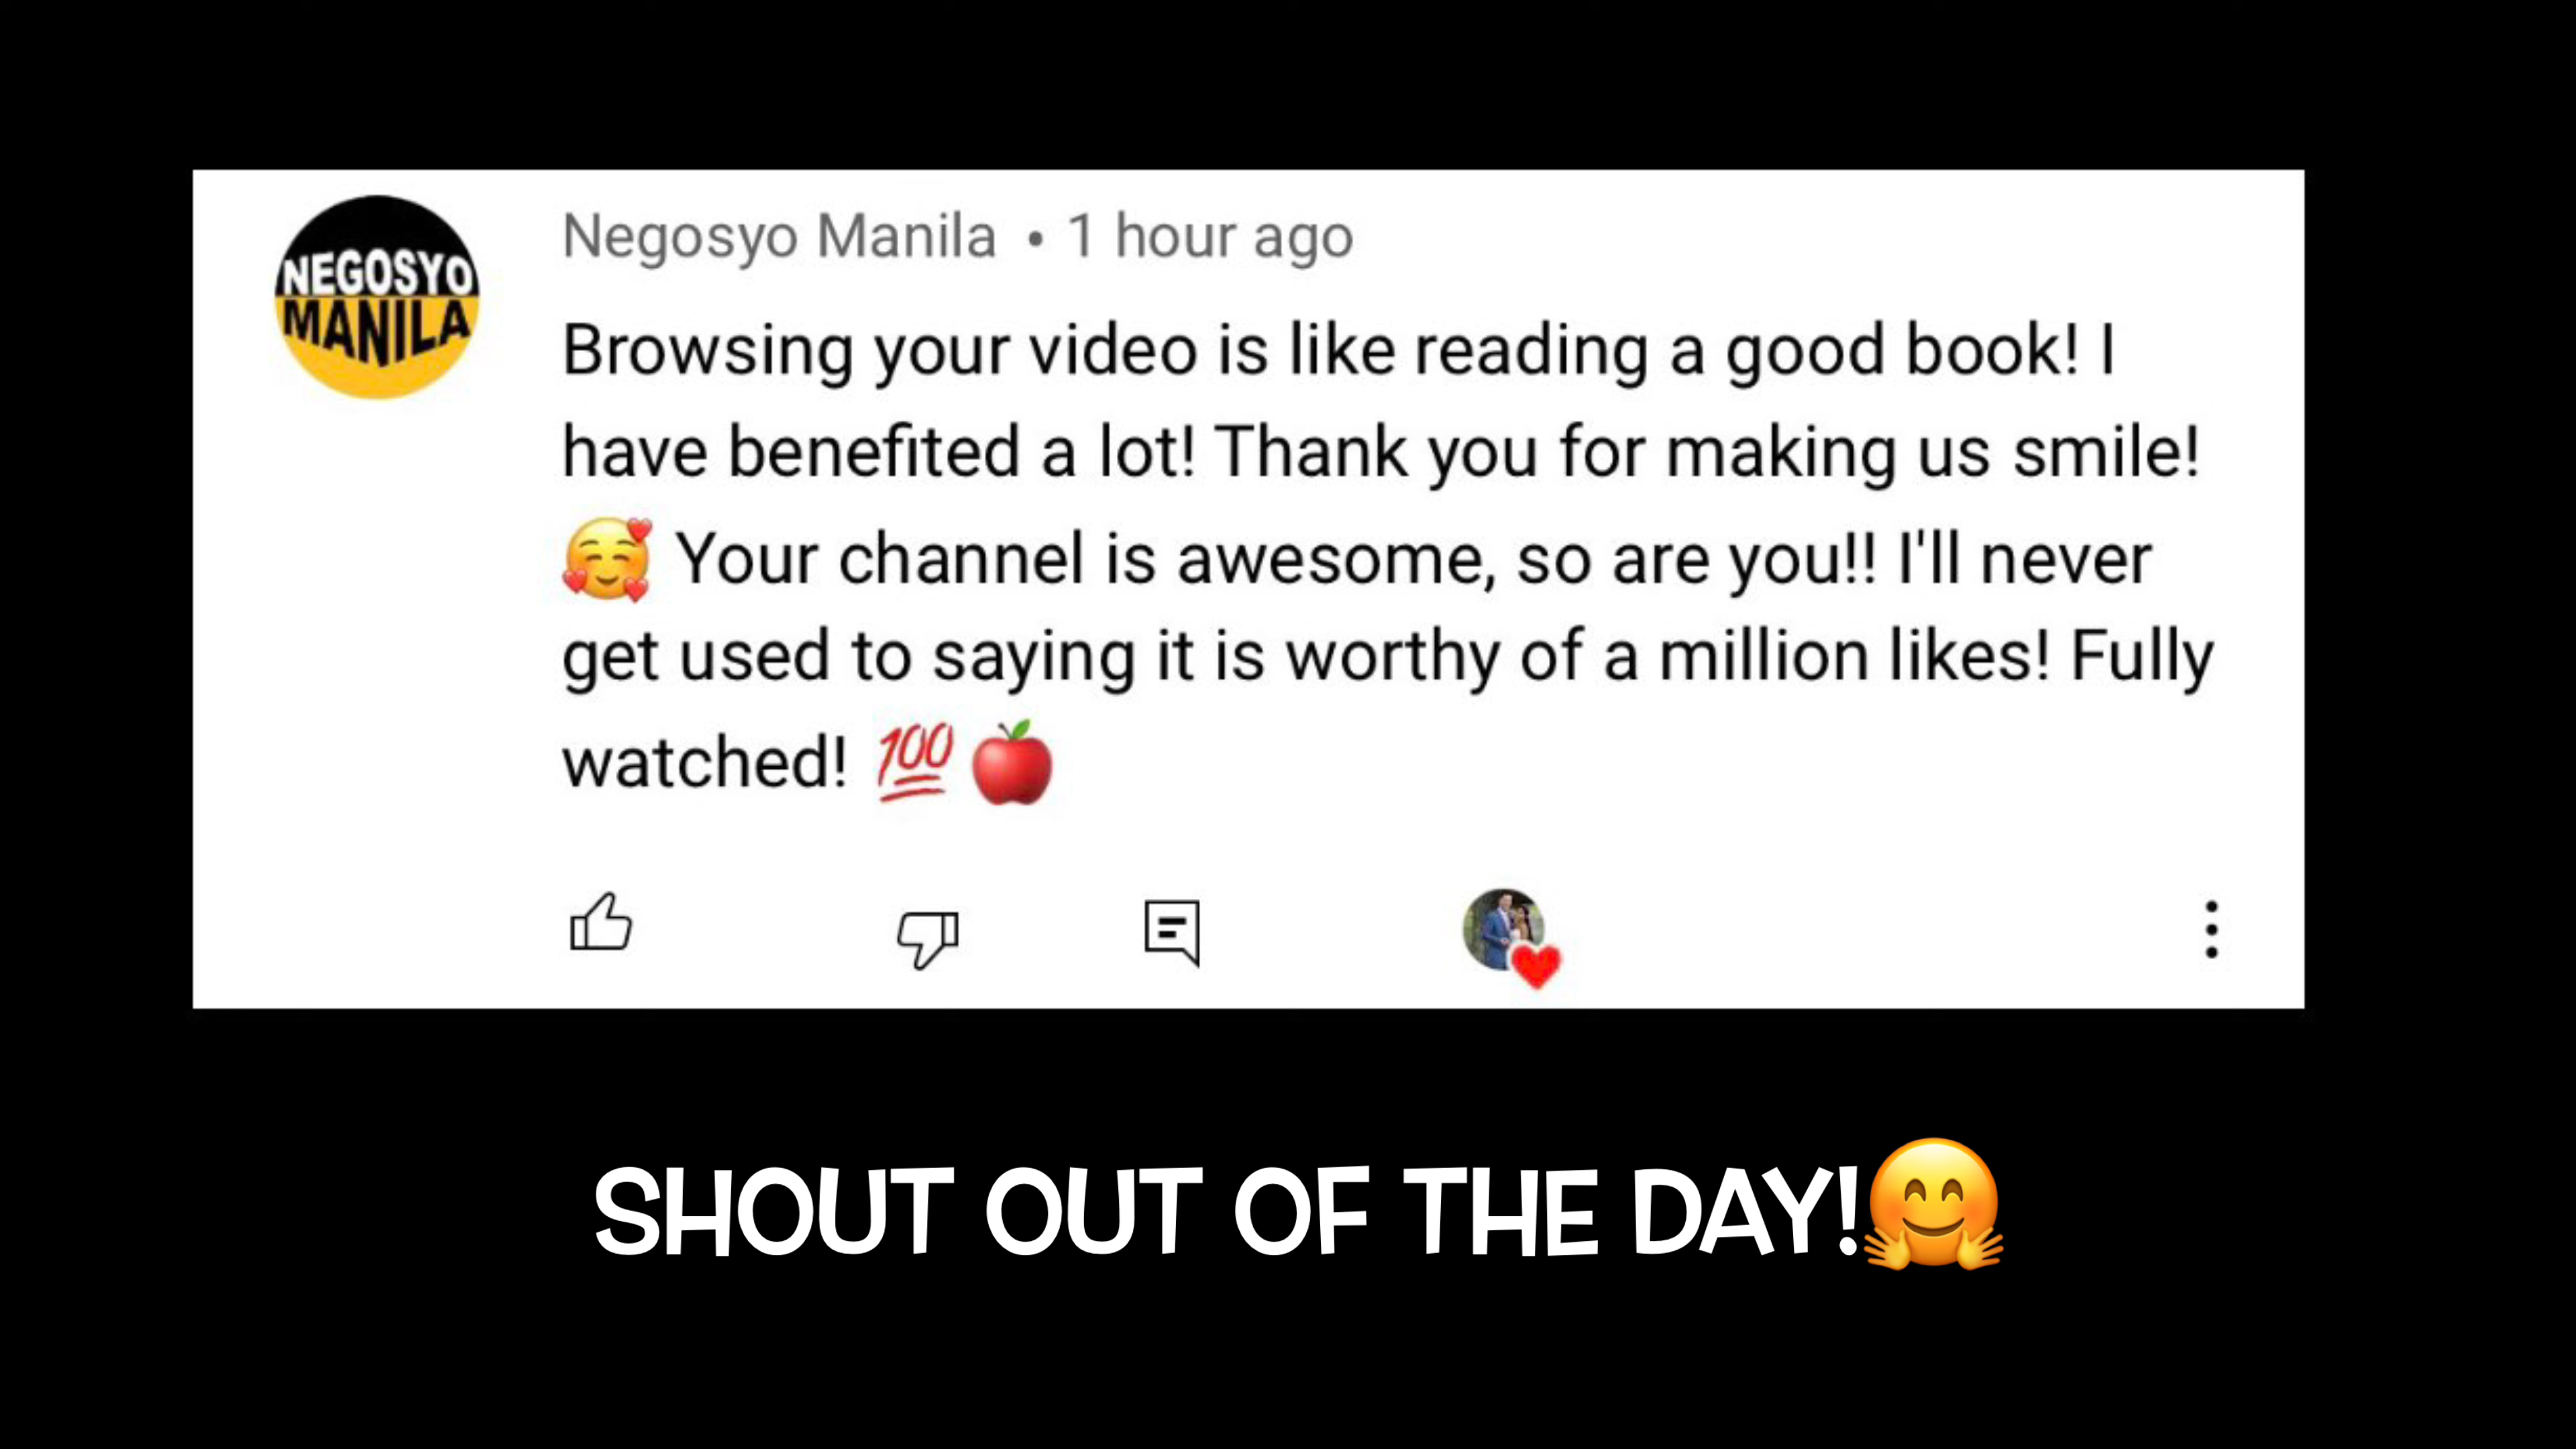 NEGOSYO
MANILA
Negosyo Manila • 1 hour ago
Browsing your video is like reading a good book! I
have benefited a lot! Thank you for making us smile!
🥰 Your channel is awesome, so are you!! I'll never
get used to saying it is worthy of a million likes! Fully
watched! 💯🍎
SHOUT OUT OF THE DAY!🤗